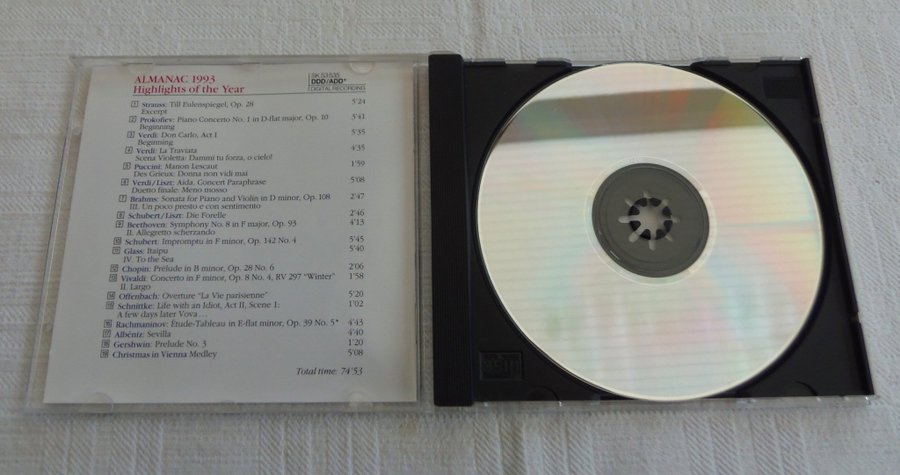 ALMANAC 1993
Highlights of the Year
SK 53 535
DDD/ADD*
DIGITAL RECORDING
1 Strauss: Till Eulenspiegel, Op. 28 5'24
Excerpt
2 Prokofiev: Piano Concerto No. 1 in D-flat major, Op. 10 3'41
Beginning
3 Verdi: Don Carlo, Act I 5'35
Beginning
4 Verdi: La Traviata 4'35
Scena Violetta: Dammi tu forza, o cielo!
5 Puccini: Manon Lescaut 1'59
Des Grieux: Donna non vidi mai
6 Verdi/Liszt: Aida. Concert Paraphrase 5'08
Duetto finale: Meno mosso
7 Brahms: Sonata for Piano and Violin in D minor, Op. 108 2'47
III. Un poco presto e con sentimento
8 Schubert/Liszt: Die Forelle 2'46
9 Beethoven: Symphony No. 8 in F major, Op. 93 4'13
II. Allegretto scherzando
10 Schubert: Impromptu in F minor, Op. 142 No. 4 5'45
11 Glass: Itaipu 5'40
IV. To the Sea
12 Chopin: Prélude in B minor, Op. 28 No. 6 2'06
13 Vivaldi: Concerto in F minor, Op. 8 No. 4, RV 297 "Winter" 1'58
II. Largo
14 Offenbach: Overture "La Vie parisienne" 5'20
15 Schnittke: Life with an Idiot, Act II, Scene 1: 1'02
A few days later Vova...
16 Rachmaninov: Étude-Tableau in E-flat minor, Op. 39 No. 5* 4'43
17 Albéniz: Sevilla 4'40
18 Gershwin: Prelude No. 3 1'20
19 Christmas in Vienna Medley 5'08
Total time: 74'53